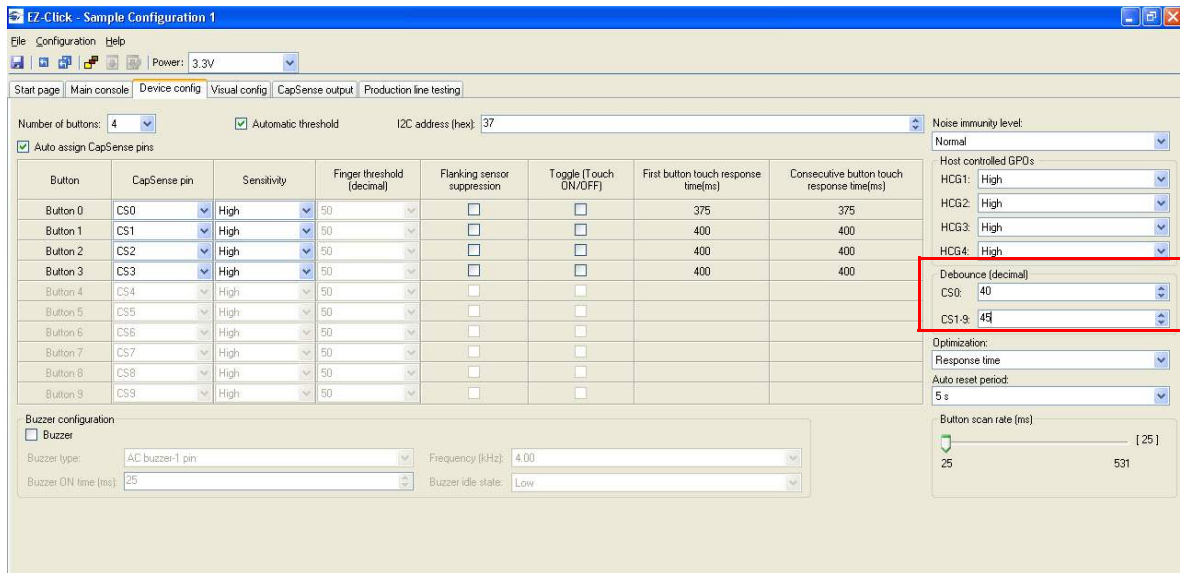 EZ-Click - Sample Configuration 1
File Configuration Help
Power: 3.3V
Start page Main console Device config Visual config CapSense output Production line testing
Number of buttons: 4 Automatic threshold I2C address (hex): 37
Auto assign CapSense pins
Button CapSense pin Sensitivity Finger threshold (decimal) Flanking sensor suppression Toggle (Touch ON/OFF) First button touch response time(ms) Consecutive button touch response time(ms)
Button 0 CS0 High 50 375 375
Button 1 CS1 High 50 400 400
Button 2 CS2 High 50 400 400
Button 3 CS3 High 50 400 400
Button 4 CS4 High 50
Button 5 CS5 High 50
Button 6 CS6 High 50
Button 7 CS7 High 50
Button 8 CS8 High 50
Button 9 CS9 High 50
Buzzer configuration
Buzzer
Buzzer type: AC buzzer-1 pin Frequency (kHz): 4.00
Buzzer ON time (ms): 25 Buzzer idle state: Low
Noise immunity level:
Normal
Host controlled GPOs
HCG1: High
HCG2: High
HCG3: High
HCG4: High
Debounce (decimal)
CS0: 40
CS1-9: 45
Optimization:
Response time
Auto reset period:
5 s
Button scan rate (ms)
[ 25 ]
25 531